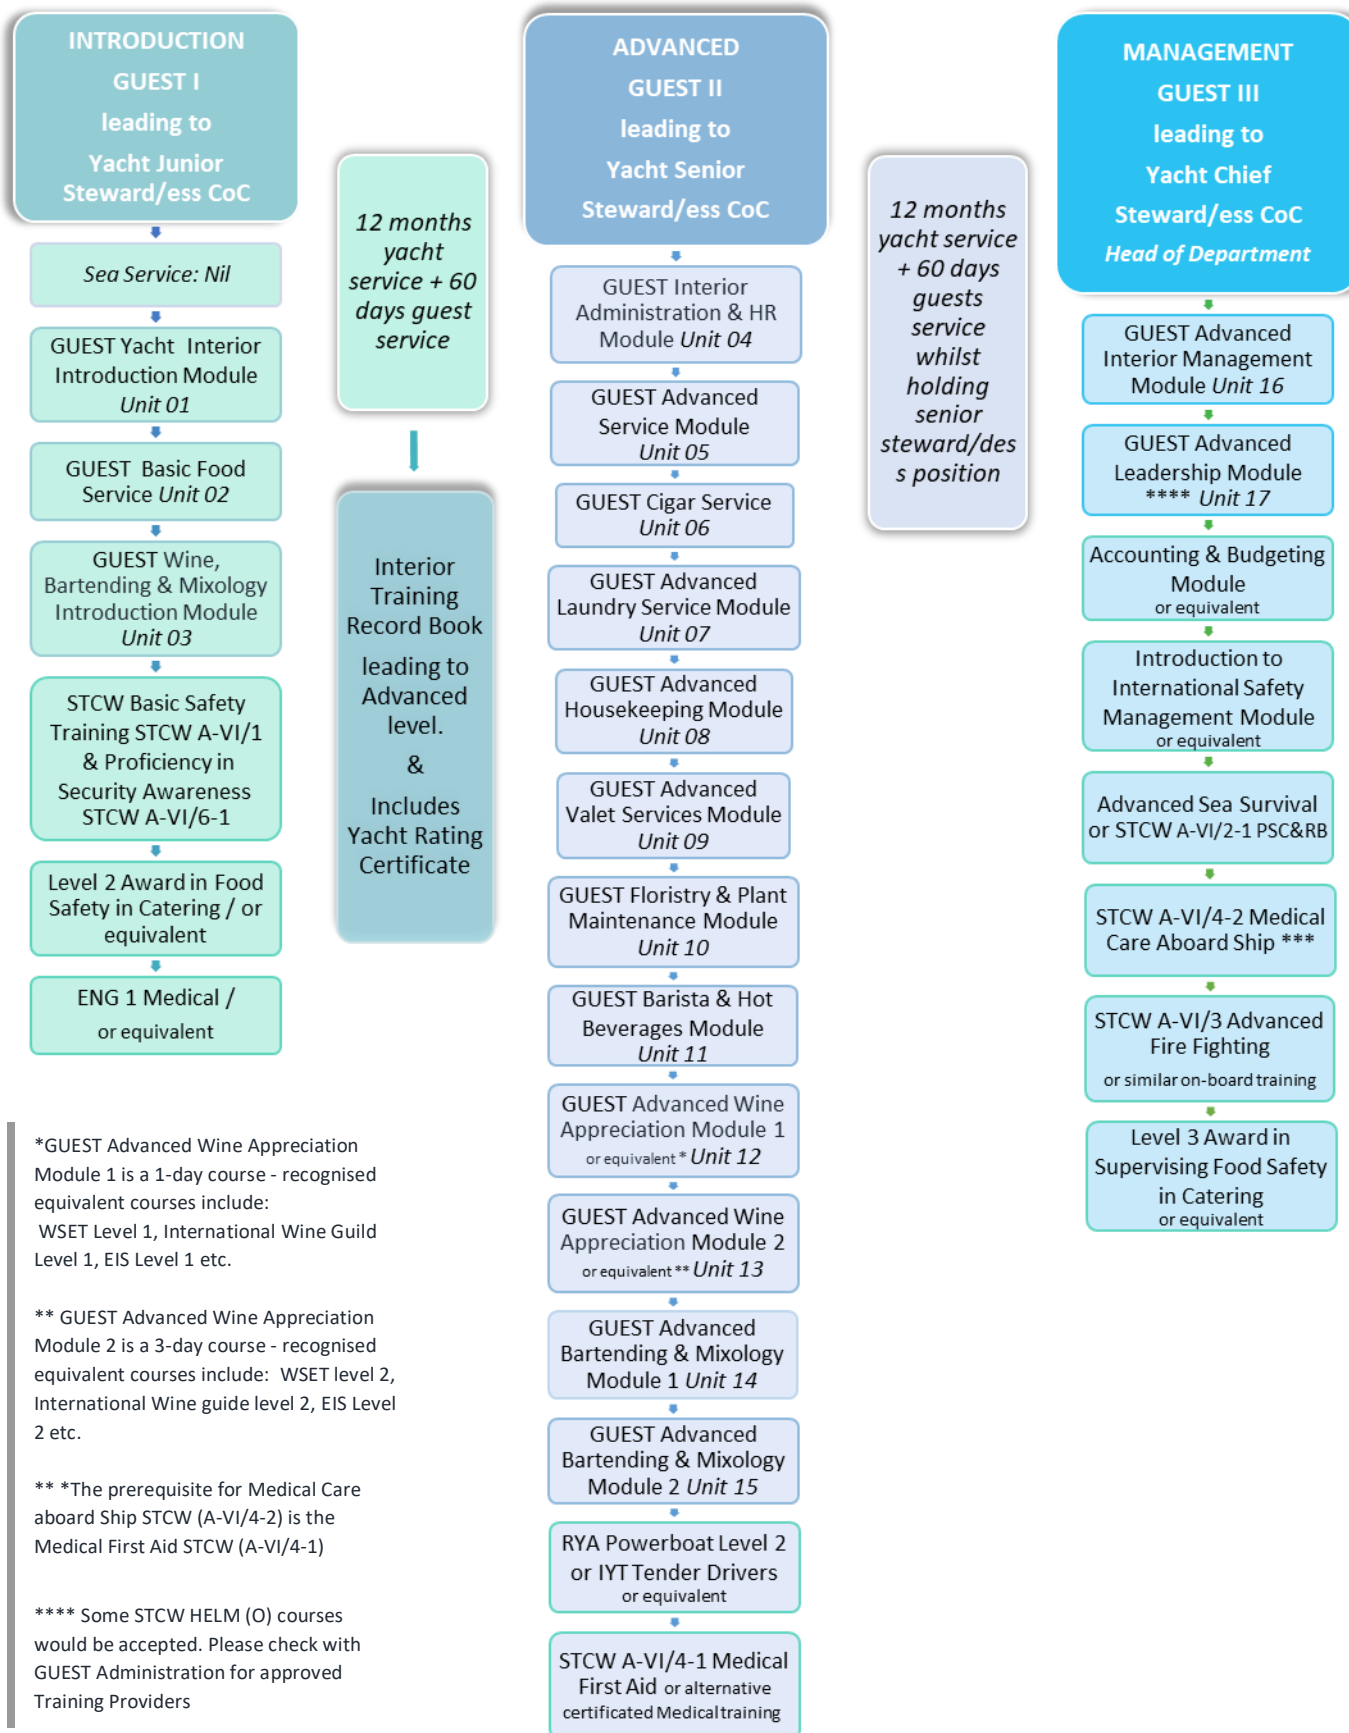 INTRODUCTION
GUEST I
leading to
Yacht Junior
Steward/ess CoC
Sea Service: Nil
GUEST Yacht Interior
Introduction Module
Unit 01
GUEST Basic Food
Service Unit 02
GUEST Wine,
Bartending & Mixology
Introduction Module
Unit 03
STCW Basic Safety
Training STCW A-VI/1
& Proficiency in
Security Awareness
STCW A-VI/6-1
Level 2 Award in Food
Safety in Catering / or
equivalent
ENG 1 Medical /
or equivalent
12 months
yacht
service + 60
days guest
service
Interior
Training
Record Book
leading to
Advanced
level.
&
Includes
Yacht Rating
Certificate
ADVANCED
GUEST II
leading to
Yacht Senior
Steward/ess CoC
GUEST Interior
Administration & HR
Module Unit 04
GUEST Advanced
Service Module
Unit 05
GUEST Cigar Service
Unit 06
GUEST Advanced
Laundry Service Module
Unit 07
GUEST Advanced
Housekeeping Module
Unit 08
GUEST Advanced
Valet Services Module
Unit 09
GUEST Floristry & Plant
Maintenance Module
Unit 10
GUEST Barista & Hot
Beverages Module
Unit 11
GUEST Advanced Wine
Appreciation Module 1
or equivalent * Unit 12
GUEST Advanced Wine
Appreciation Module 2
or equivalent ** Unit 13
GUEST Advanced
Bartending & Mixology
Module 1 Unit 14
GUEST Advanced
Bartending & Mixology
Module 2 Unit 15
RYA Powerboat Level 2
or IYT Tender Drivers
or equivalent
STCW A-VI/4-1 Medical
First Aid or alternative
certificated Medical training
12 months
yacht service
+ 60 days
guests
service
whilst
holding
senior
steward/des
s position
MANAGEMENT
GUEST III
leading to
Yacht Chief
Steward/ess CoC
Head of Department
GUEST Advanced
Interior Management
Module Unit 16
GUEST Advanced
Leadership Module
**** Unit 17
Accounting & Budgeting
Module
or equivalent
Introduction to
International Safety
Management Module
or equivalent
Advanced Sea Survival
or STCW A-VI/2-1 PSC&RB
STCW A-VI/4-2 Medical
Care Aboard Ship ***
STCW A-VI/3 Advanced
Fire Fighting
or similar on-board training
Level 3 Award in
Supervising Food Safety
in Catering
or equivalent
*GUEST Advanced Wine Appreciation
Module 1 is a 1-day course - recognised
equivalent courses include:
WSET Level 1, International Wine Guild
Level 1, EIS Level 1 etc.
** GUEST Advanced Wine Appreciation
Module 2 is a 3-day course - recognised
equivalent courses include: WSET level 2,
International Wine guide level 2, EIS Level
2 etc.
** *The prerequisite for Medical Care
aboard Ship STCW (A-VI/4-2) is the
Medical First Aid STCW (A-VI/4-1)
**** Some STCW HELM (O) courses
would be accepted. Please check with
GUEST Administration for approved
Training Providers